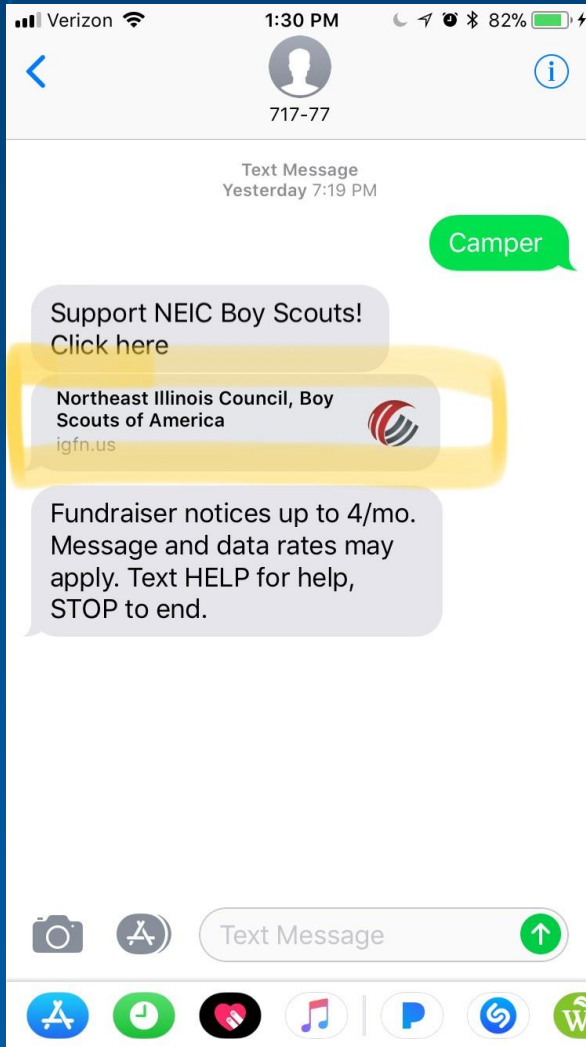 Verizon 1:30 PM 82%
717-77
Text Message
Yesterday 7:19 PM
Camper
Support NEIC Boy Scouts!
Click here
Northeast Illinois Council, Boy
Scouts of America
igfn.us
Fundraiser notices up to 4/mo.
Message and data rates may
apply. Text HELP for help,
STOP to end.
Text Message